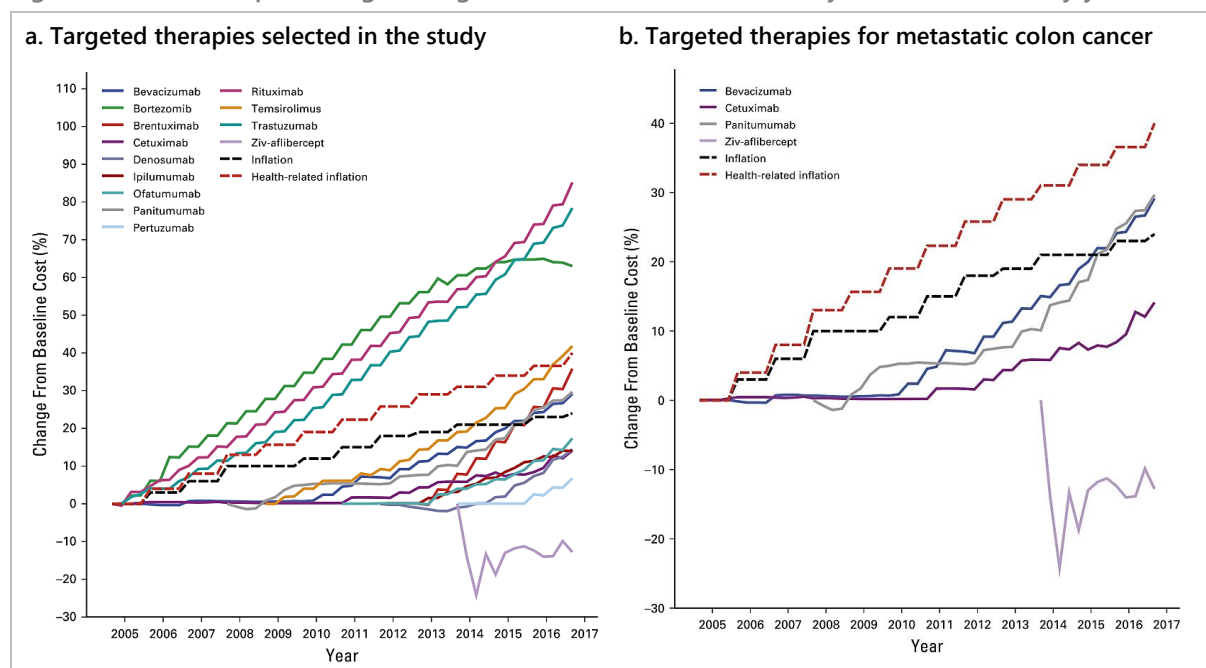 a. Targeted therapies selected in the study
Change From Baseline Cost (%)
110
100
90
80
70
60
50
40
30
20
10
0
–10
–20
–30
Bevacizumab
Bortezomib
Brentuximab
Cetuximab
Denosumab
Ipilumumab
Ofatumumab
Panitumumab
Pertuzumab
Rituximab
Temsirolimus
Trastuzumab
Ziv-aflibercept
Inflation
Health-related inflation
2005 2006 2007 2008 2009 2010 2011 2012 2013 2014 2015 2016 2017
Year
b. Targeted therapies for metastatic colon cancer
Change From Baseline Cost (%)
40
30
20
10
0
–10
–20
–30
Bevacizumab
Cetuximab
Panitumumab
Ziv-aflibercept
Inflation
Health-related inflation
2005 2006 2007 2008 2009 2010 2011 2012 2013 2014 2015 2016 2017
Year